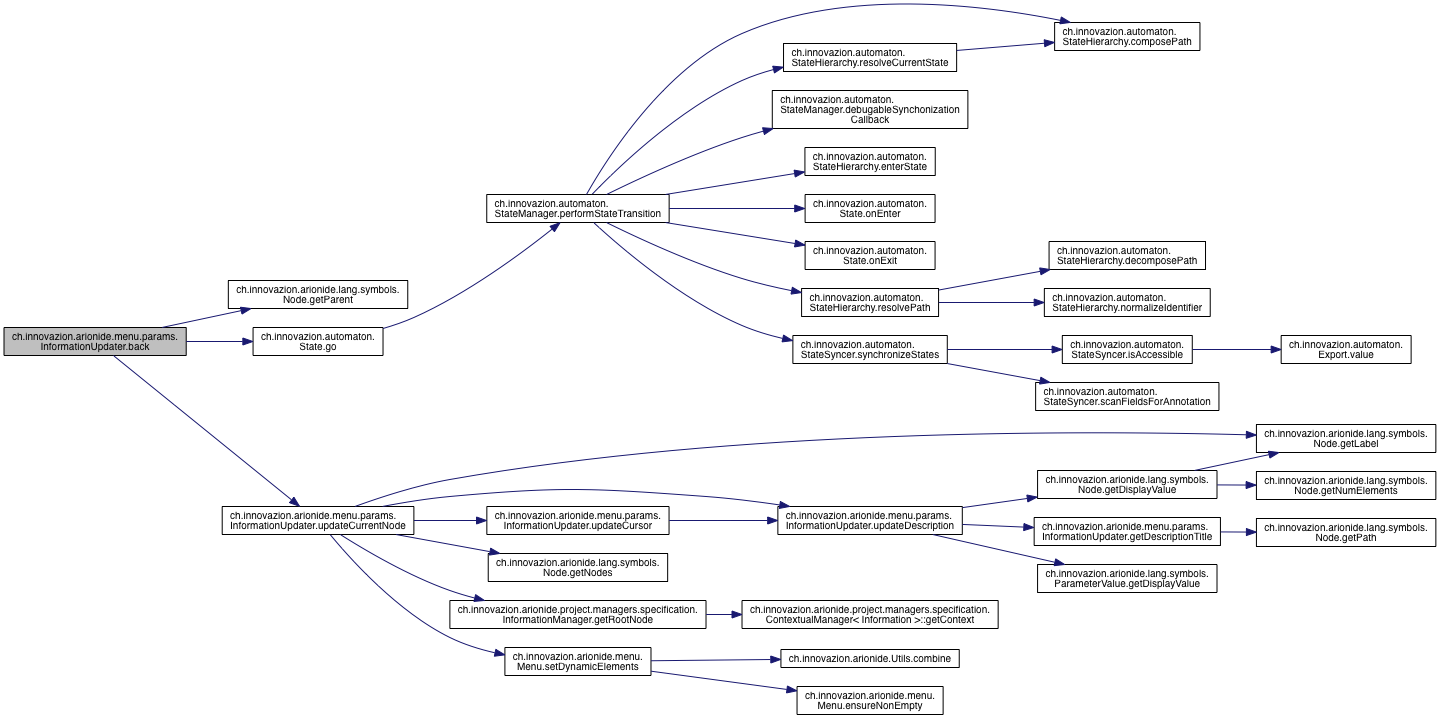 ch.innovazion.automaton.
StateHierarchy.composePath
ch.innovazion.automaton.
StateHierarchy.resolveCurrentState
ch.innovazion.automaton.
StateManager.debugableSynchonization
Callback
ch.innovazion.automaton.
StateHierarchy.enterState
ch.innovazion.automaton.
StateManager.performStateTransition
ch.innovazion.automaton.
State.onEnter
ch.innovazion.automaton.
State.onExit
ch.innovazion.automaton.
StateHierarchy.decomposePath
ch.innovazion.arionide.lang.symbols.
Node.getParent
ch.innovazion.automaton.
StateHierarchy.resolvePath
ch.innovazion.automaton.
StateHierarchy.normalizeIdentifier
ch.innovazion.arionide.menu.params.
InformationUpdater.back
ch.innovazion.automaton.
State.go
ch.innovazion.automaton.
StateSyncer.synchronizeStates
ch.innovazion.automaton.
StateSyncer.isAccessible
ch.innovazion.automaton.
Export.value
ch.innovazion.automaton.
StateSyncer.scanFieldsForAnnotation
ch.innovazion.arionide.lang.symbols.
Node.getLabel
ch.innovazion.arionide.lang.symbols.
Node.getDisplayValue
ch.innovazion.arionide.lang.symbols.
Node.getNumElements
ch.innovazion.arionide.menu.params.
InformationUpdater.updateCurrentNode
ch.innovazion.arionide.menu.params.
InformationUpdater.updateCursor
ch.innovazion.arionide.menu.params.
InformationUpdater.updateDescription
ch.innovazion.arionide.menu.params.
InformationUpdater.getDescriptionTitle
ch.innovazion.arionide.lang.symbols.
Node.getPath
ch.innovazion.arionide.lang.symbols.
Node.getNodes
ch.innovazion.arionide.lang.symbols.
ParameterValue.getDisplayValue
ch.innovazion.arionide.project.managers.specification.
InformationManager.getRootNode
ch.innovazion.arionide.project.managers.specification.
ContextualManager< Information >::getContext
ch.innovazion.arionide.menu.
Menu.setDynamicElements
ch.innovazion.arionide.Utils.combine
ch.innovazion.arionide.menu.
Menu.ensureNonEmpty